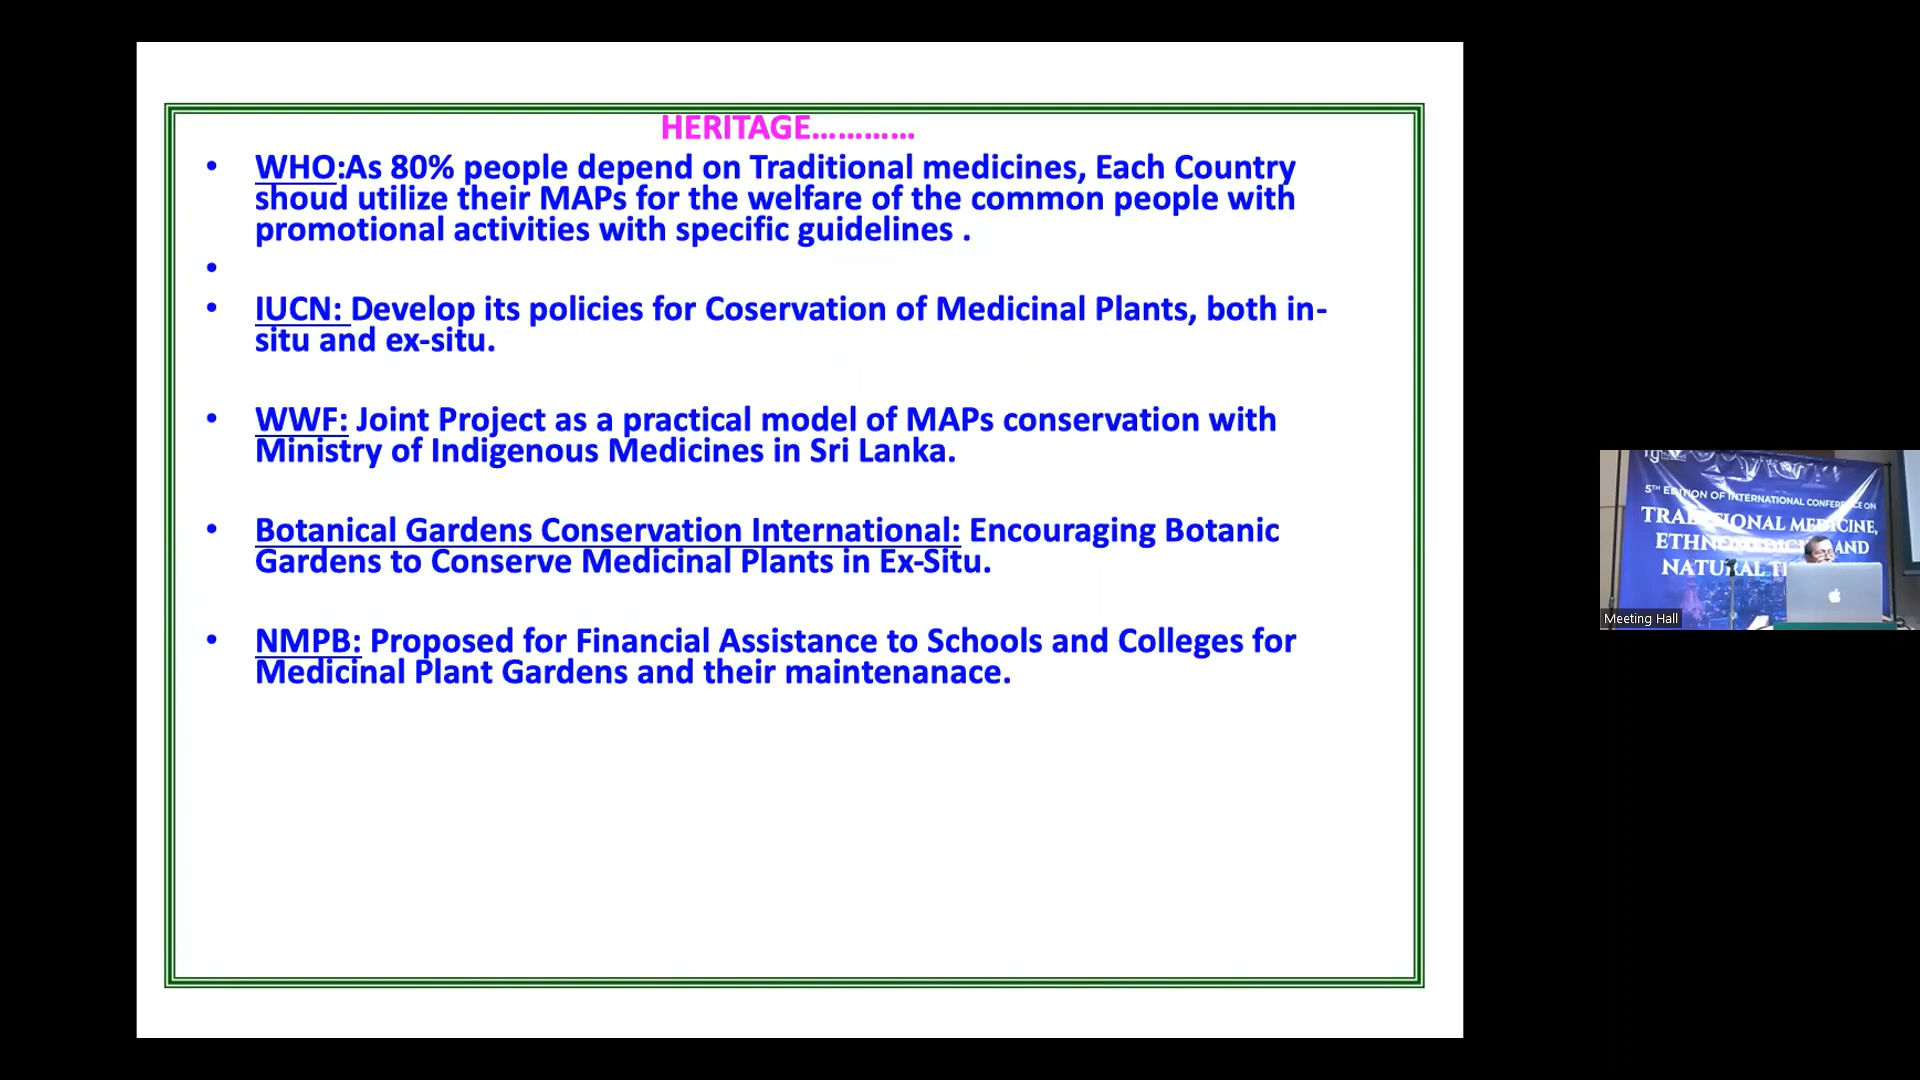 HERITAGE............
• WHO:As 80% people depend on Traditional medicines, Each Country
shoud utilize their MAPs for the welfare of the common people with
promotional activities with specific guidelines .
•
• IUCN: Develop its policies for Coservation of Medicinal Plants, both in-
situ and ex-situ.
• WWF: Joint Project as a practical model of MAPs conservation with
Ministry of Indigenous Medicines in Sri Lanka.
• Botanical Gardens Conservation International: Encouraging Botanic
Gardens to Conserve Medicinal Plants in Ex-Situ.
• NMPB: Proposed for Financial Assistance to Schools and Colleges for
Medicinal Plant Gardens and their maintenanace.
5TH EDITION OF INTERNATIONAL CONFERENCE ON
TRADITIONAL MEDICINE,
AND
NATURAL
Meeting Hall